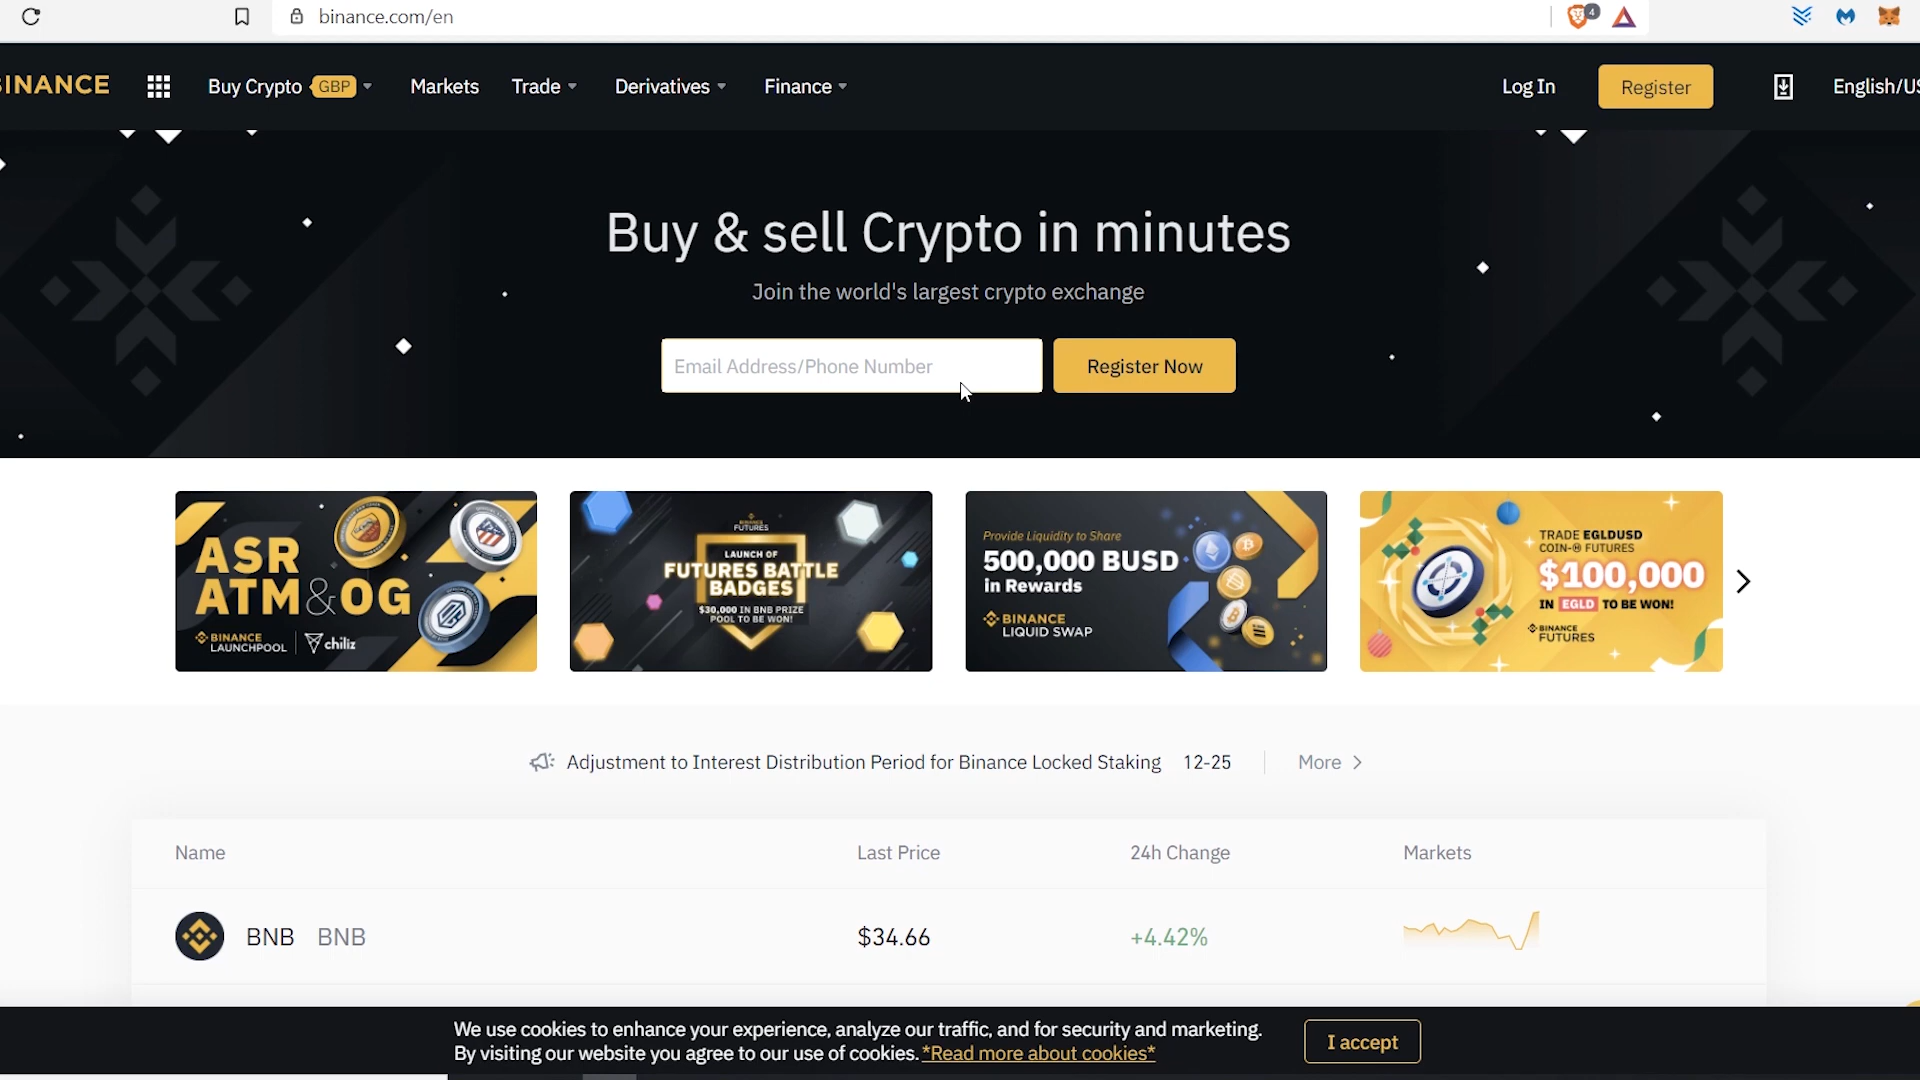 binance.com/en
4
BINANCE
Buy Crypto GBP
Markets
Trade
Derivatives
Finance
Log In
Register
English/US
Buy & sell Crypto in minutes
Join the world's largest crypto exchange
Email Address/Phone Number
Register Now
ASR
ATM&OG
BINANCE
LAUNCHPOOL
chiliz
BINANCE
FUTURES
LAUNCH OF
FUTURES BATTLE
BADGES
$30,000 IN BNB PRIZE
POOL TO BE WON!
Provide Liquidity to Share
500,000 BUSD
in Rewards
BINANCE
LIQUID SWAP
TRADE EGLDUSD
COIN-Ⓜ FUTURES
$100,000
IN EGLD TO BE WON!
BINANCE
FUTURES
Adjustment to Interest Distribution Period for Binance Locked Staking 12-25
More
Name Last Price 24h Change Markets
BNB BNB $34.66 +4.42%
We use cookies to enhance your experience, analyze our traffic, and for security and marketing.
By visiting our website you agree to our use of cookies. *Read more about cookies*
I accept